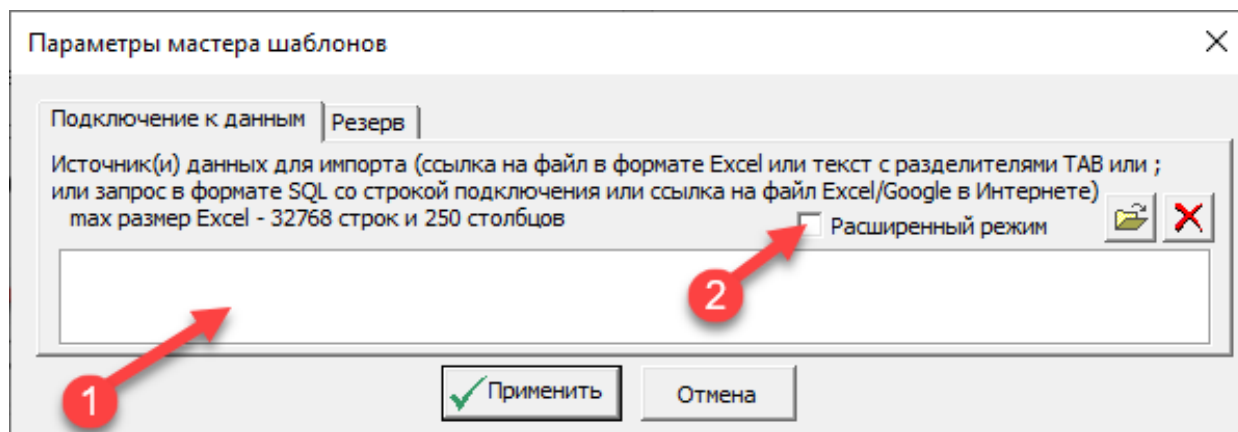 Параметры мастера шаблонов
Подключение к данным
Резерв
Источник(и) данных для импорта (ссылка на файл в формате Excel или текст с разделителями TAB или ;
или запрос в формате SQL со строкой подключения или ссылка на файл Excel/Google в Интернете)
max размер Excel - 32768 строк и 250 столбцов
Расширенный режим
2
1
Применить
Отмена